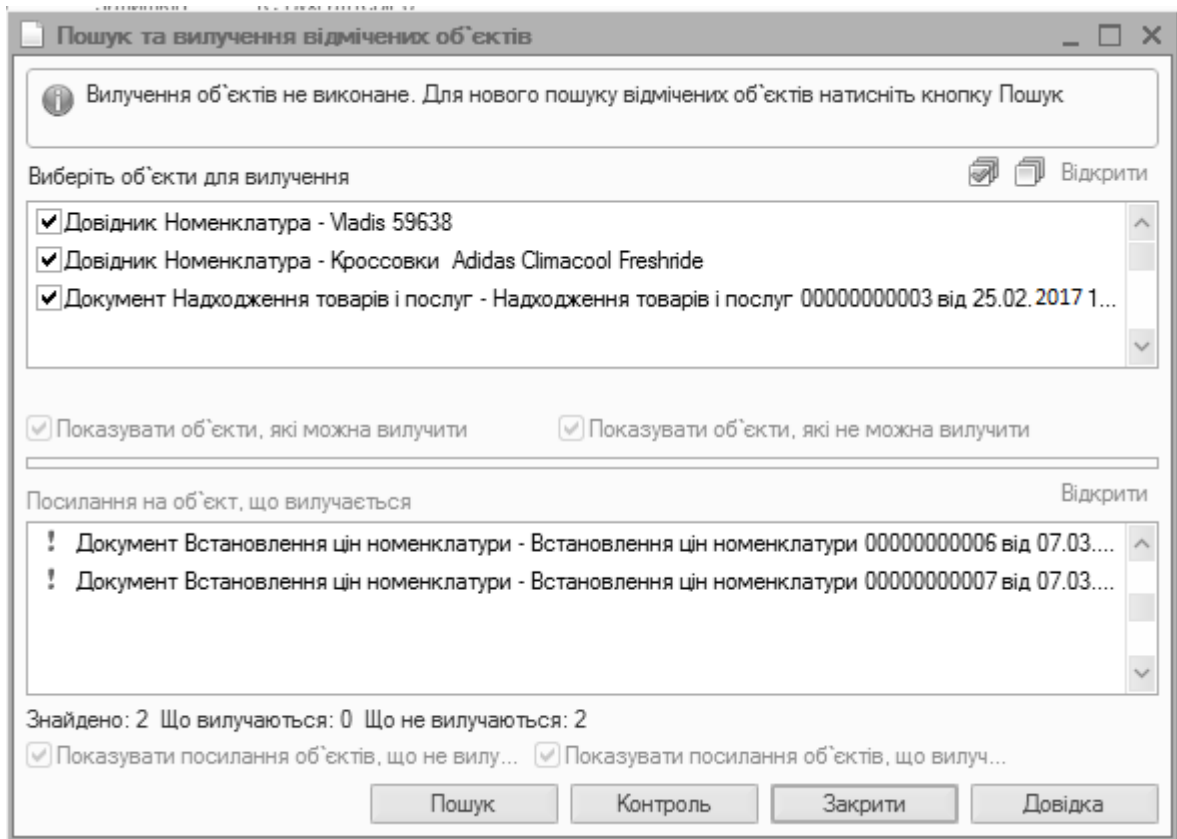 Пошук та вилучення відмічених об`єктів
Вилучення об`єктів не виконане. Для нового пошуку відмічених об`єктів натисніть кнопку Пошук
Виберіть об`єкти для вилучення Відкрити
Довідник Номенклатура - Vladis 59638
Довідник Номенклатура - Кроссовки Adidas Climacool Freshride
Документ Надходження товарів і послуг - Надходження товарів і послуг 00000000003 від 25.02.2017 1...
Показувати об`єкти, які можна вилучити Показувати об`єкти, які не можна вилучити
Посилання на об`єкт, що вилучається Відкрити
! Документ Встановлення цін номенклатури - Встановлення цін номенклатури 00000000006 від 07.03....
! Документ Встановлення цін номенклатури - Встановлення цін номенклатури 00000000007 від 07.03....
Знайдено: 2 Що вилучаються: 0 Що не вилучаються: 2
Показувати посилання об`єктів, що не вилу... Показувати посилання об`єктів, що вилуч...
Пошук Контроль Закрити Довідка